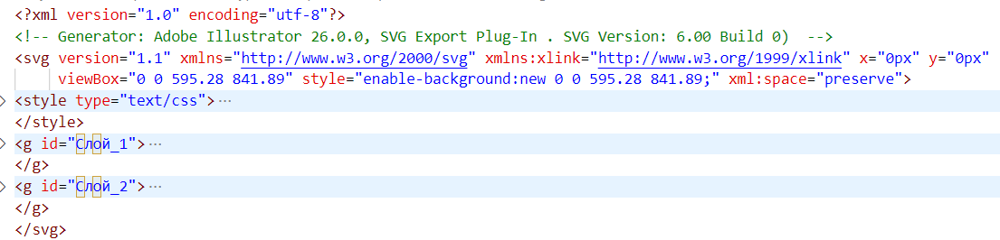 <?xml version="1.0" encoding="utf-8"?>
<!-- Generator: Adobe Illustrator 26.0.0, SVG Export Plug-In . SVG Version: 6.00 Build 0)  -->
<svg version="1.1" xmlns="http://www.w3.org/2000/svg" xmlns:xlink="http://www.w3.org/1999/xlink" x="0px" y="0px"
viewBox="0 0 595.28 841.89" style="enable-background:new 0 0 595.28 841.89;" xml:space="preserve">
<style type="text/css">···
</style>
<g id="Слой_1">···
</g>
<g id="Слой_2">···
</g>
</svg>